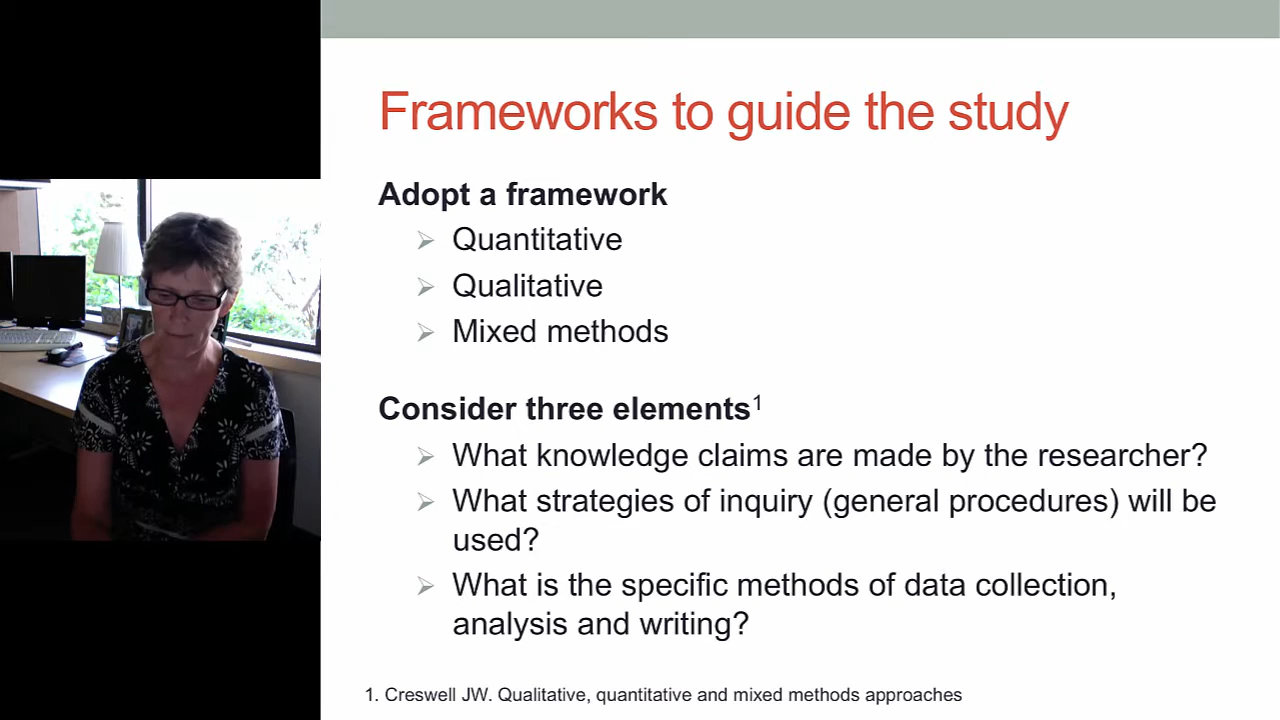 Frameworks to guide the study
Adopt a framework
Quantitative
Qualitative
Mixed methods
Consider three elements1
What knowledge claims are made by the researcher?
What strategies of inquiry (general procedures) will be
used?
What is the specific methods of data collection,
analysis and writing?
1. Creswell JW. Qualitative, quantitative and mixed methods approaches